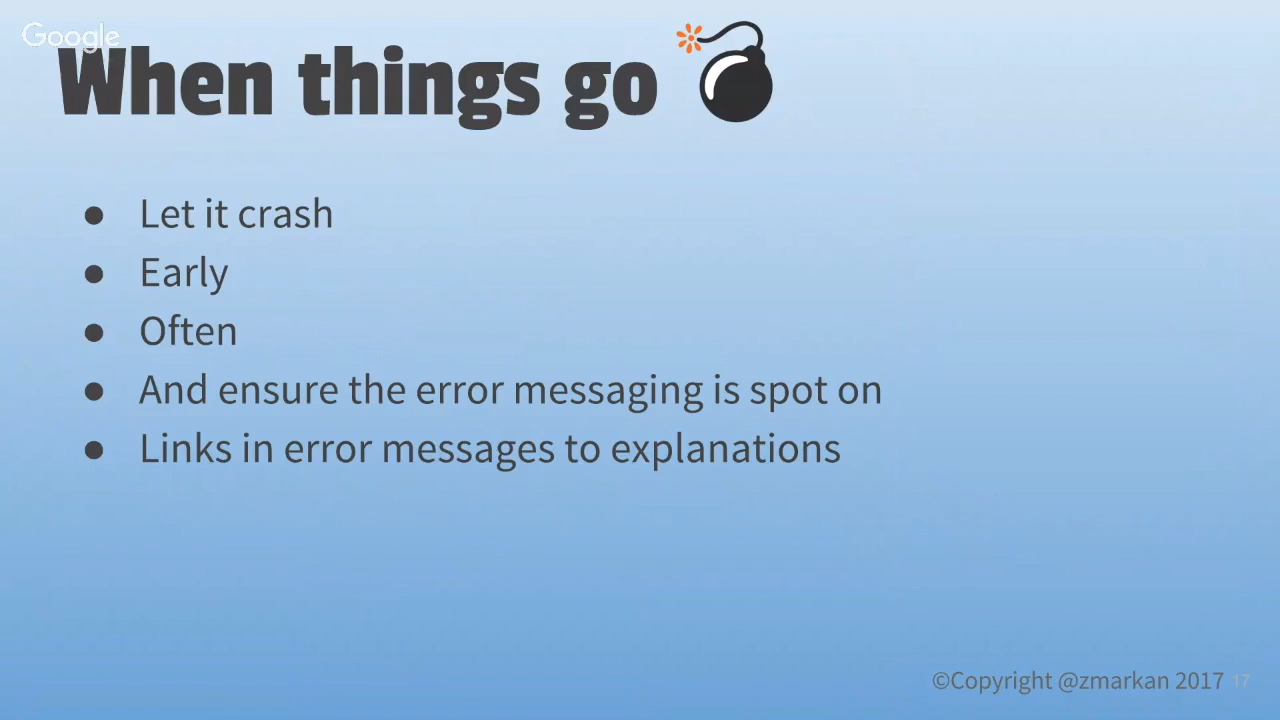 Google
When things go 💣
● Let it crash
● Early
● Often
● And ensure the error messaging is spot on
● Links in error messages to explanations
©Copyright @zmarkan 2017 17